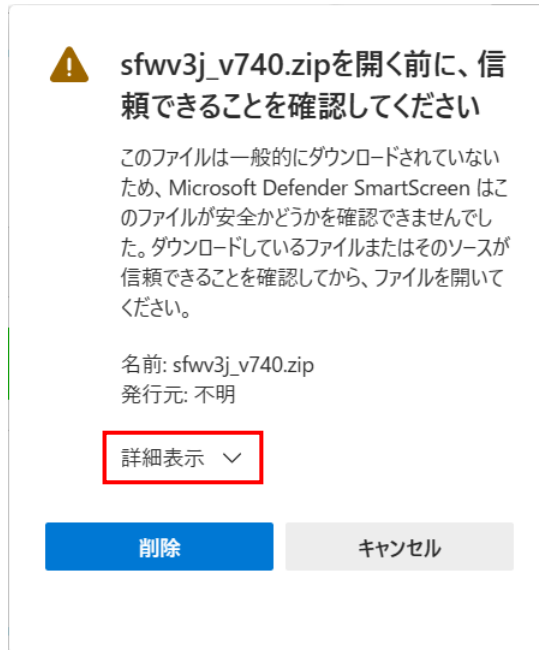 sfwv3j_v740.zipを開く前に、信
頼できることを確認してください
このファイルは一般的にダウンロードされていない
ため、Microsoft Defender SmartScreen はこ
のファイルが安全かどうかを確認できませんでし
た。ダウンロードしているファイルまたはそのソースが
信頼できることを確認してから、ファイルを開いて
ください。
名前: sfwv3j_v740.zip
発行元: 不明
詳細表示
削除
キャンセル